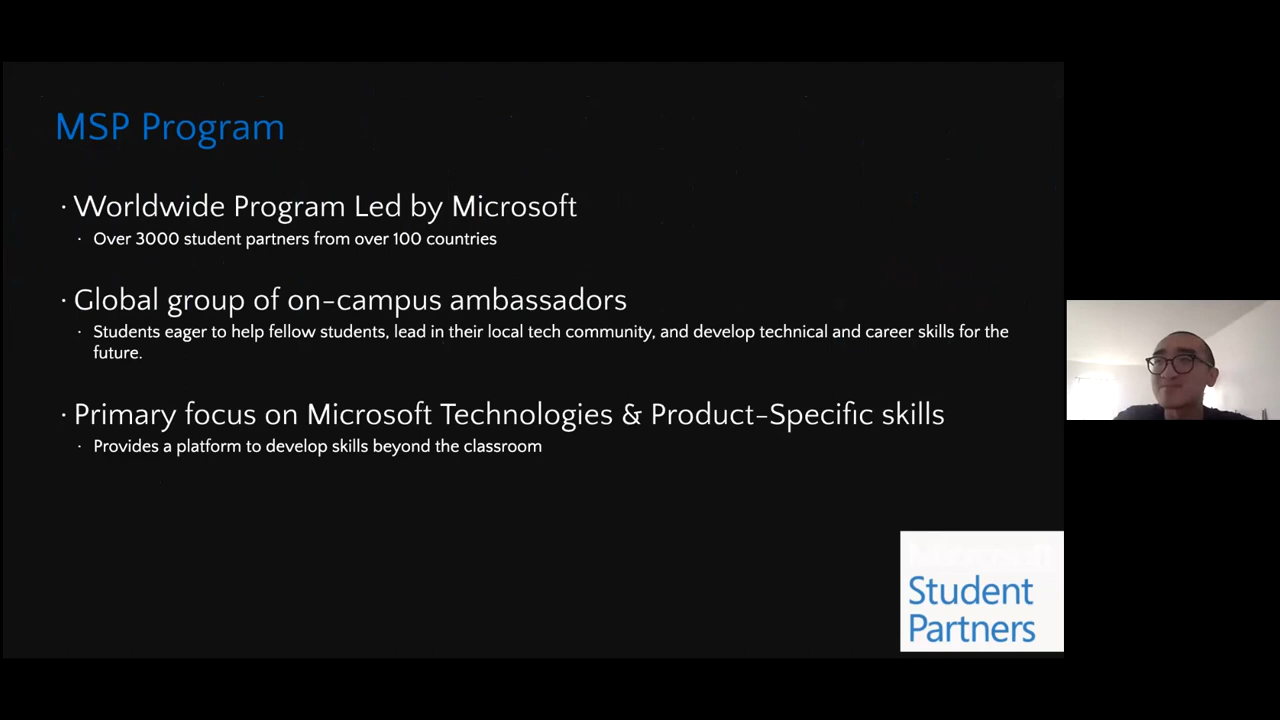 MSP Program
· Worldwide Program Led by Microsoft
· Over 3000 student partners from over 100 countries
· Global group of on-campus ambassadors
· Students eager to help fellow students, lead in their local tech community, and develop technical and career skills for the
future.
· Primary focus on Microsoft Technologies & Product-Specific skills
· Provides a platform to develop skills beyond the classroom
Student
Partners